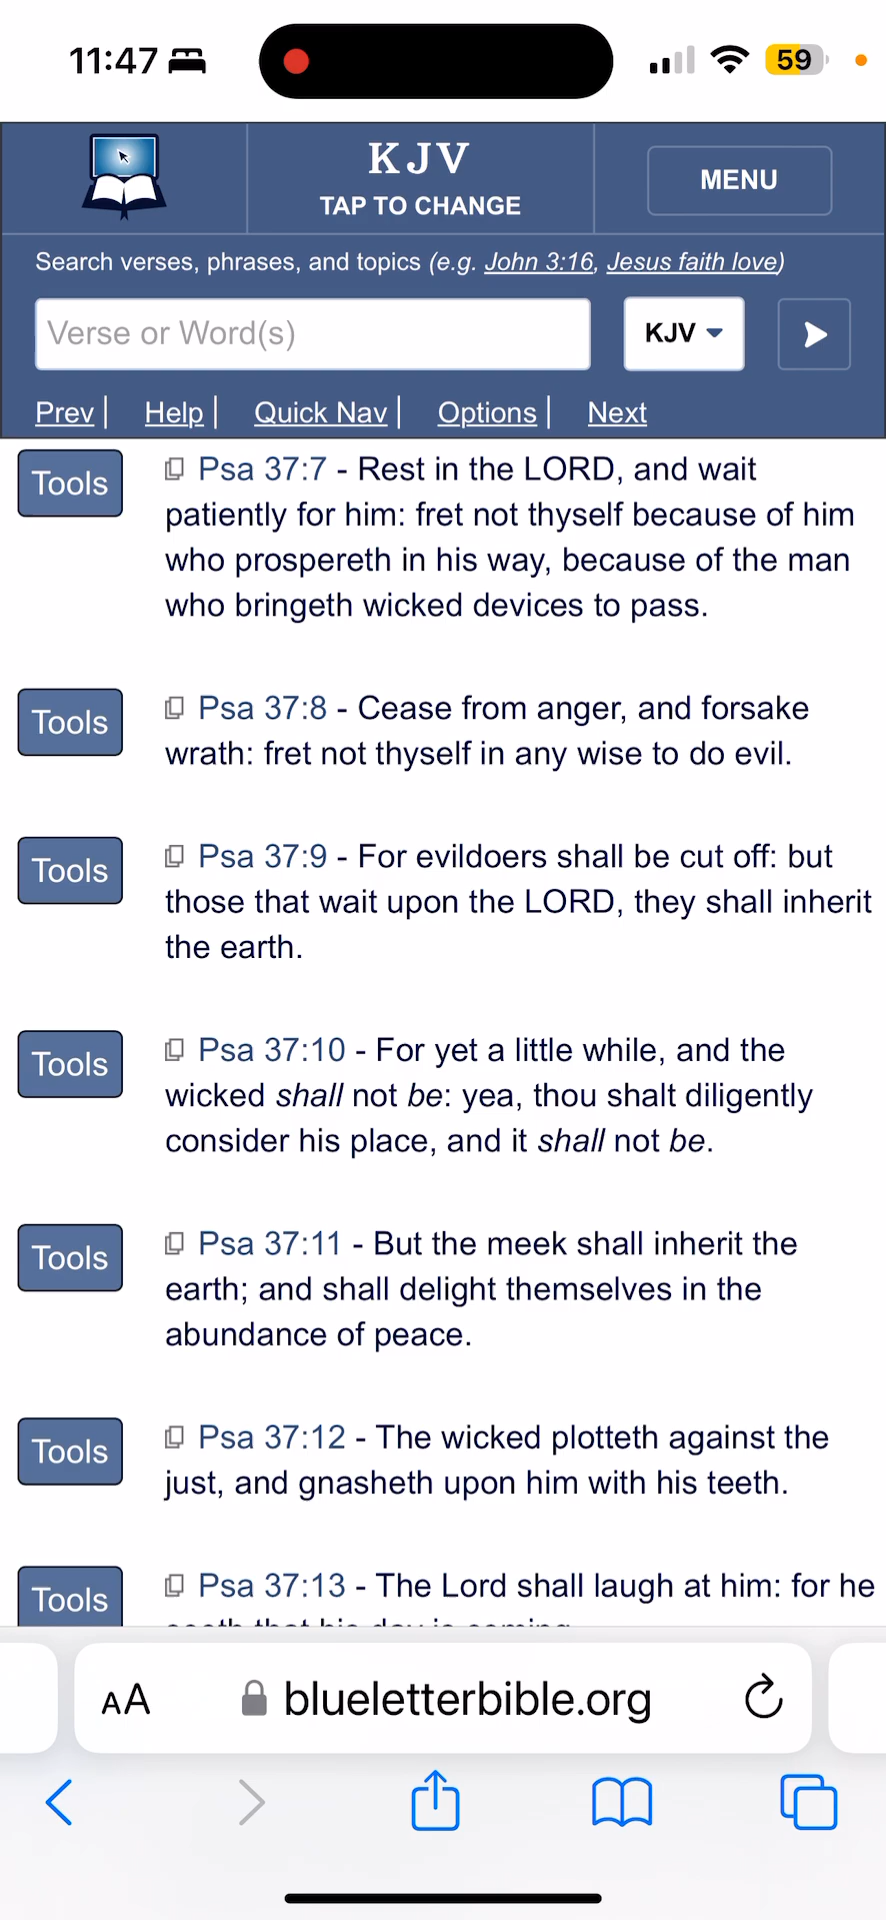 11:47
59
KJV
TAP TO CHANGE
MENU
Search verses, phrases, and topics (e.g. John 3:16, Jesus faith love)
Verse or Word(s)
KJV
Prev | Help | Quick Nav | Options | Next
Tools
Psa 37:7 - Rest in the LORD, and wait
patiently for him: fret not thyself because of him
who prospereth in his way, because of the man
who bringeth wicked devices to pass.
Tools
Psa 37:8 - Cease from anger, and forsake
wrath: fret not thyself in any wise to do evil.
Tools
Psa 37:9 - For evildoers shall be cut off: but
those that wait upon the LORD, they shall inherit
the earth.
Tools
Psa 37:10 - For yet a little while, and the
wicked shall not be: yea, thou shalt diligently
consider his place, and it shall not be.
Tools
Psa 37:11 - But the meek shall inherit the
earth; and shall delight themselves in the
abundance of peace.
Tools
Psa 37:12 - The wicked plotteth against the
just, and gnasheth upon him with his teeth.
Tools
Psa 37:13 - The Lord shall laugh at him: for he
AA
blueletterbible.org